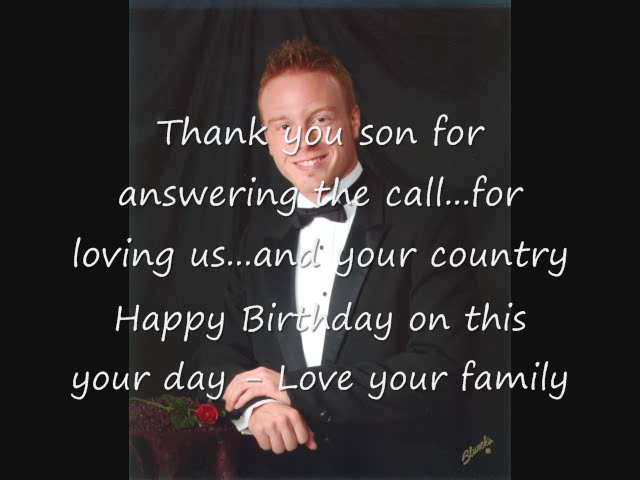 Thank you son for
answering the call...for
loving us...and your country
Happy Birthday on this
your day - Love your family